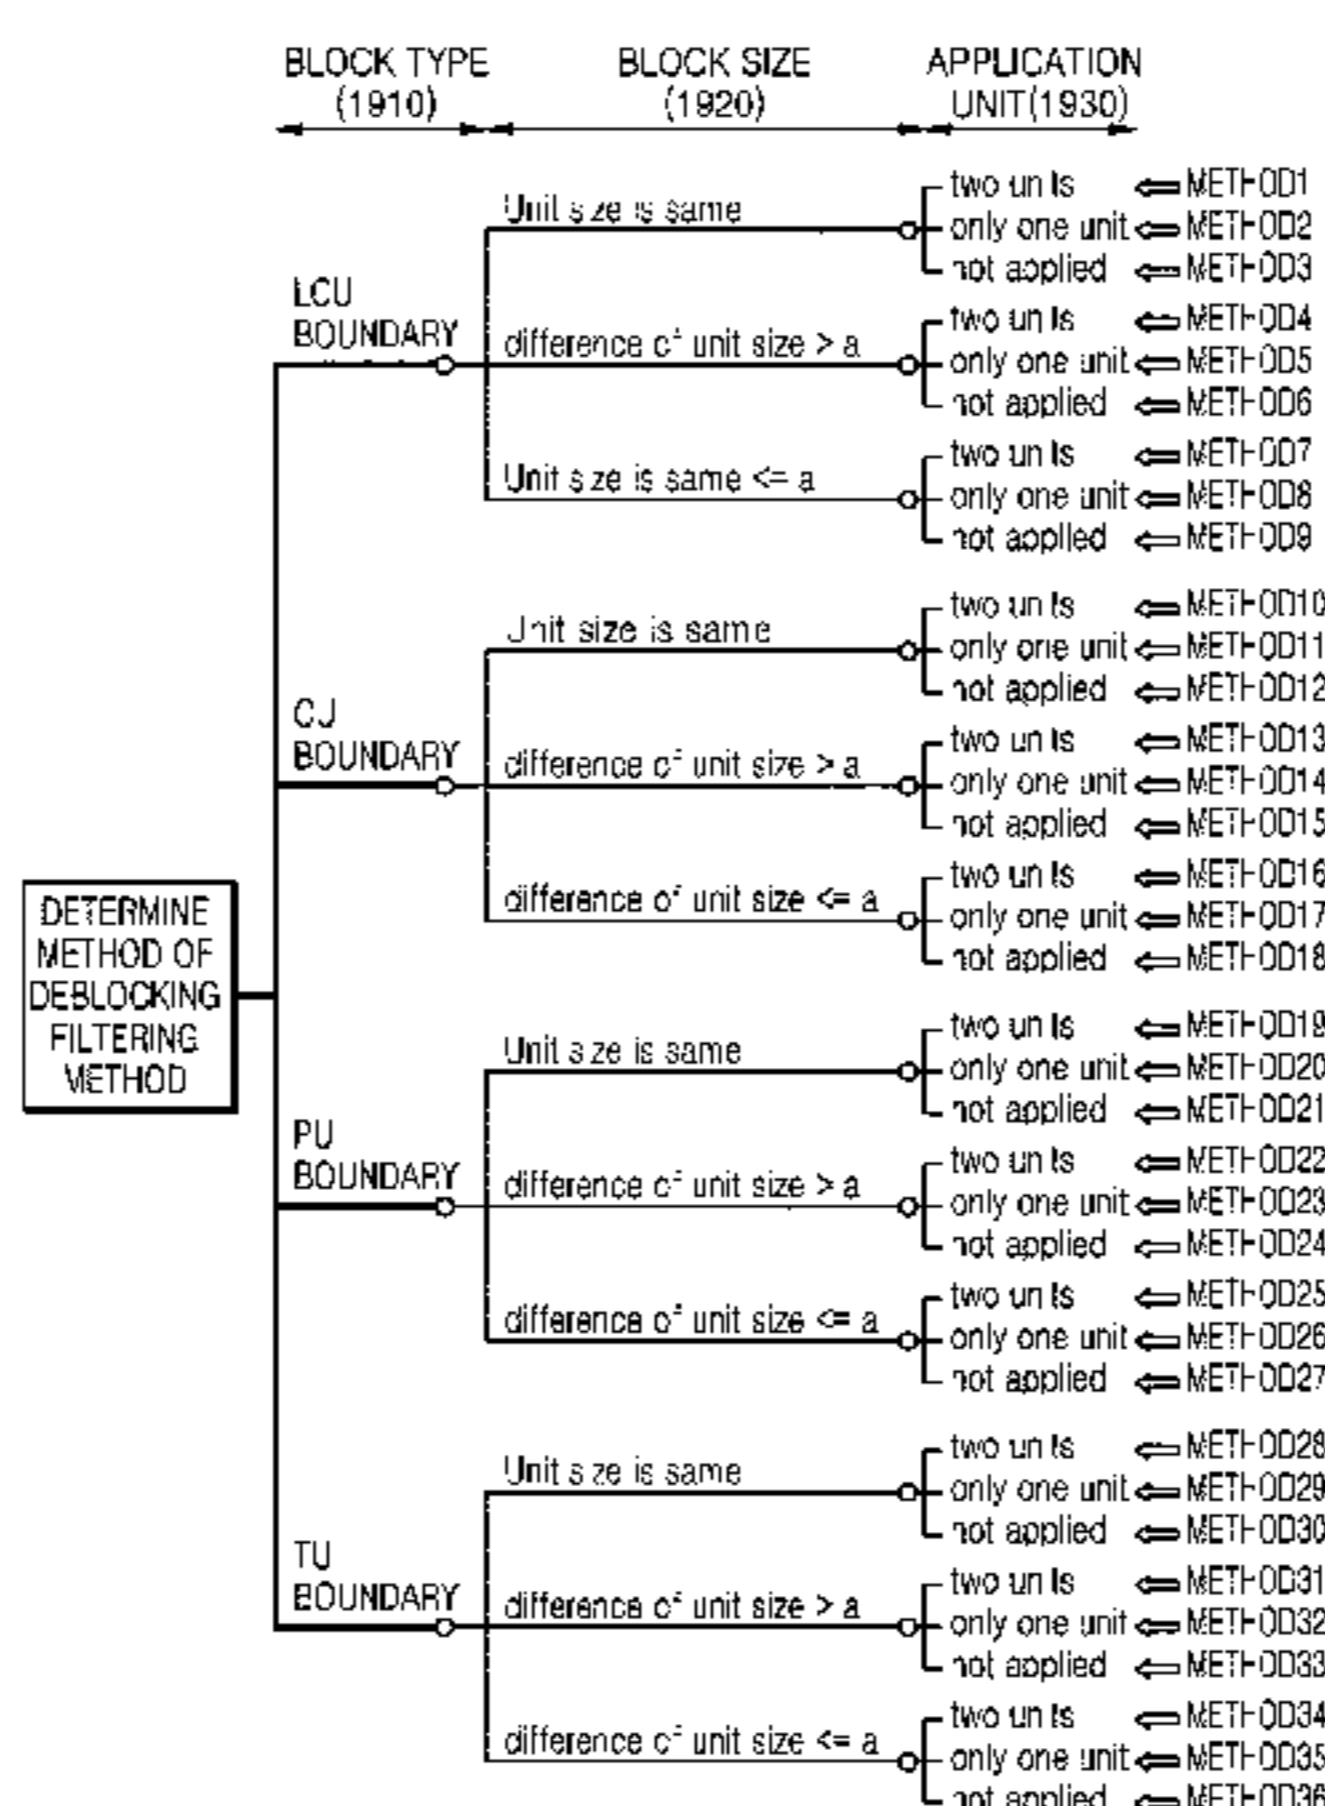 BLOCK TYPE
(1910)
BLOCK SIZE
(1920)
APPLICATION
UNIT(1930)
LCU
BOUNDARY
Unit size is same
two units METHOD1
only one unit METHOD2
not applied METHOD3
difference of unit size > a
two units METHOD4
only one unit METHOD5
not applied METHOD6
Unit size is same <= a
two units METHOD7
only one unit METHOD8
not applied METHOD9
CU
BOUNDARY
Unit size is same
two units METHOD10
only one unit METHOD11
not applied METHOD12
difference of unit size > a
two units METHOD13
only one unit METHOD14
not applied METHOD15
difference of unit size <= a
two units METHOD16
only one unit METHOD17
not applied METHOD18
DETERMINE
METHOD OF
DEBLOCKING
FILTERING
METHOD
PU
BOUNDARY
Unit size is same
two units METHOD19
only one unit METHOD20
not applied METHOD21
difference of unit size > a
two units METHOD22
only one unit METHOD23
not applied METHOD24
difference of unit size <= a
two units METHOD25
only one unit METHOD26
not applied METHOD27
TU
BOUNDARY
Unit size is same
two units METHOD28
only one unit METHOD29
not applied METHOD30
difference of unit size > a
two units METHOD31
only one unit METHOD32
not applied METHOD33
difference of unit size <= a
two units METHOD34
only one unit METHOD35
not applied METHOD36